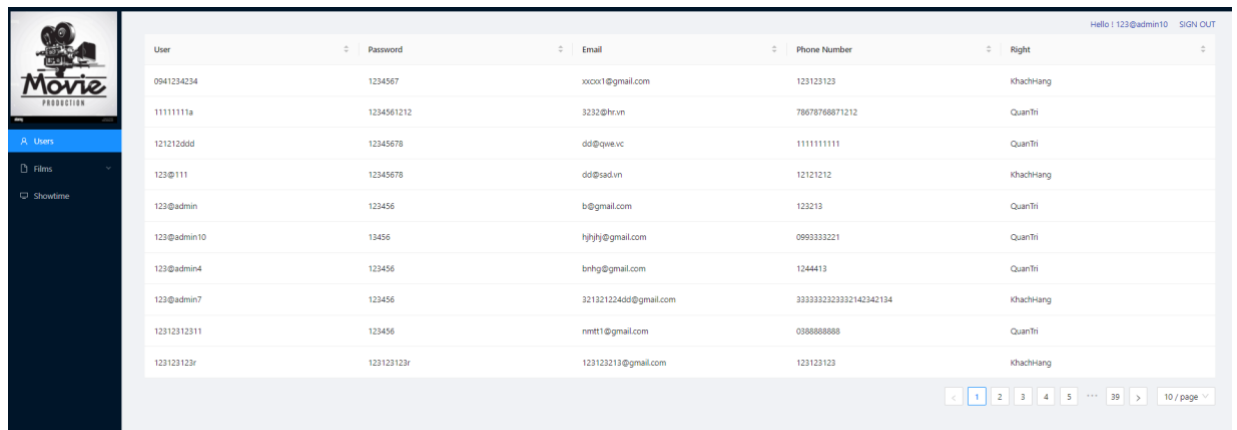 Hello ! 123@admin10 SIGN OUT
Movie
PRODUCTION
Users
Films
Showtime
User Password Email Phone Number Right
0941234234 1234567 xxcxx1@gmail.com 123123123 KhachHang
11111111a 1234561212 3232@hr.vn 78678768871212 QuanTri
121212ddd 12345678 dd@qwe.vc 1111111111 QuanTri
123@111 12345678 dd@sad.vn 12121212 KhachHang
123@admin 123456 b@gmail.com 123213 QuanTri
123@admin10 13456 hjhjhj@gmail.com 0993333221 QuanTri
123@admin4 123456 bnhg@gmail.com 1244413 QuanTri
123@admin7 123456 321321224dd@gmail.com 3333332323332142342134 KhachHang
12312312311 123456 nmtt1@gmail.com 0388888888 QuanTri
123123123r 123123123r 123123213@gmail.com 123123123 KhachHang
< 1 2 3 4 5 ••• 39 > 10 / page